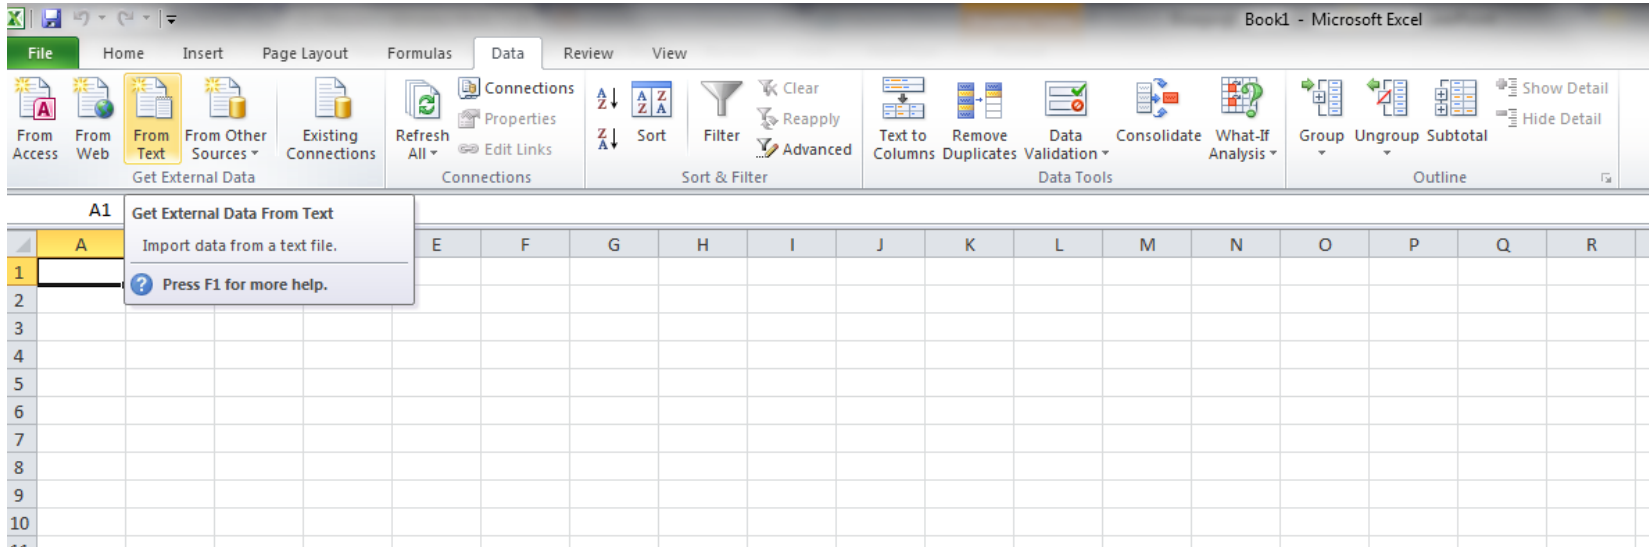 Book1 - Microsoft Excel
File Home Insert Page Layout Formulas Data Review View
From Access
From Web
From Text
From Other Sources
Existing Connections
Get External Data
Refresh All
Connections
Properties
Edit Links
Connections
Sort
Filter
Clear
Reapply
Advanced
Sort & Filter
Text to Columns
Remove Duplicates
Data Validation
Consolidate
What-If Analysis
Data Tools
Group
Ungroup
Subtotal
Show Detail
Hide Detail
Outline
A1
Get External Data From Text
Import data from a text file.
Press F1 for more help.
A E F G H I J K L M N O P Q R
1
2
3
4
5
6
7
8
9
10